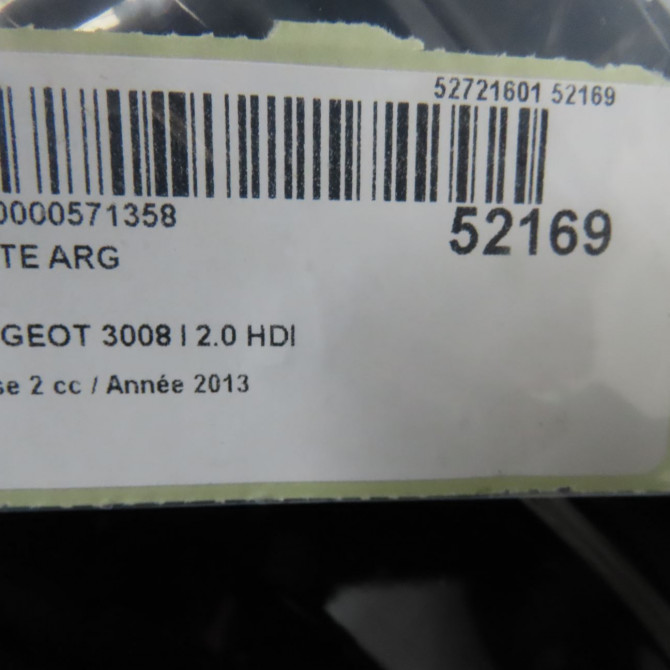 52721601 52169
0000571358
52169
TE ARG
GEOT 3008 I 2.0 HDI
se 2 cc / Année 2013